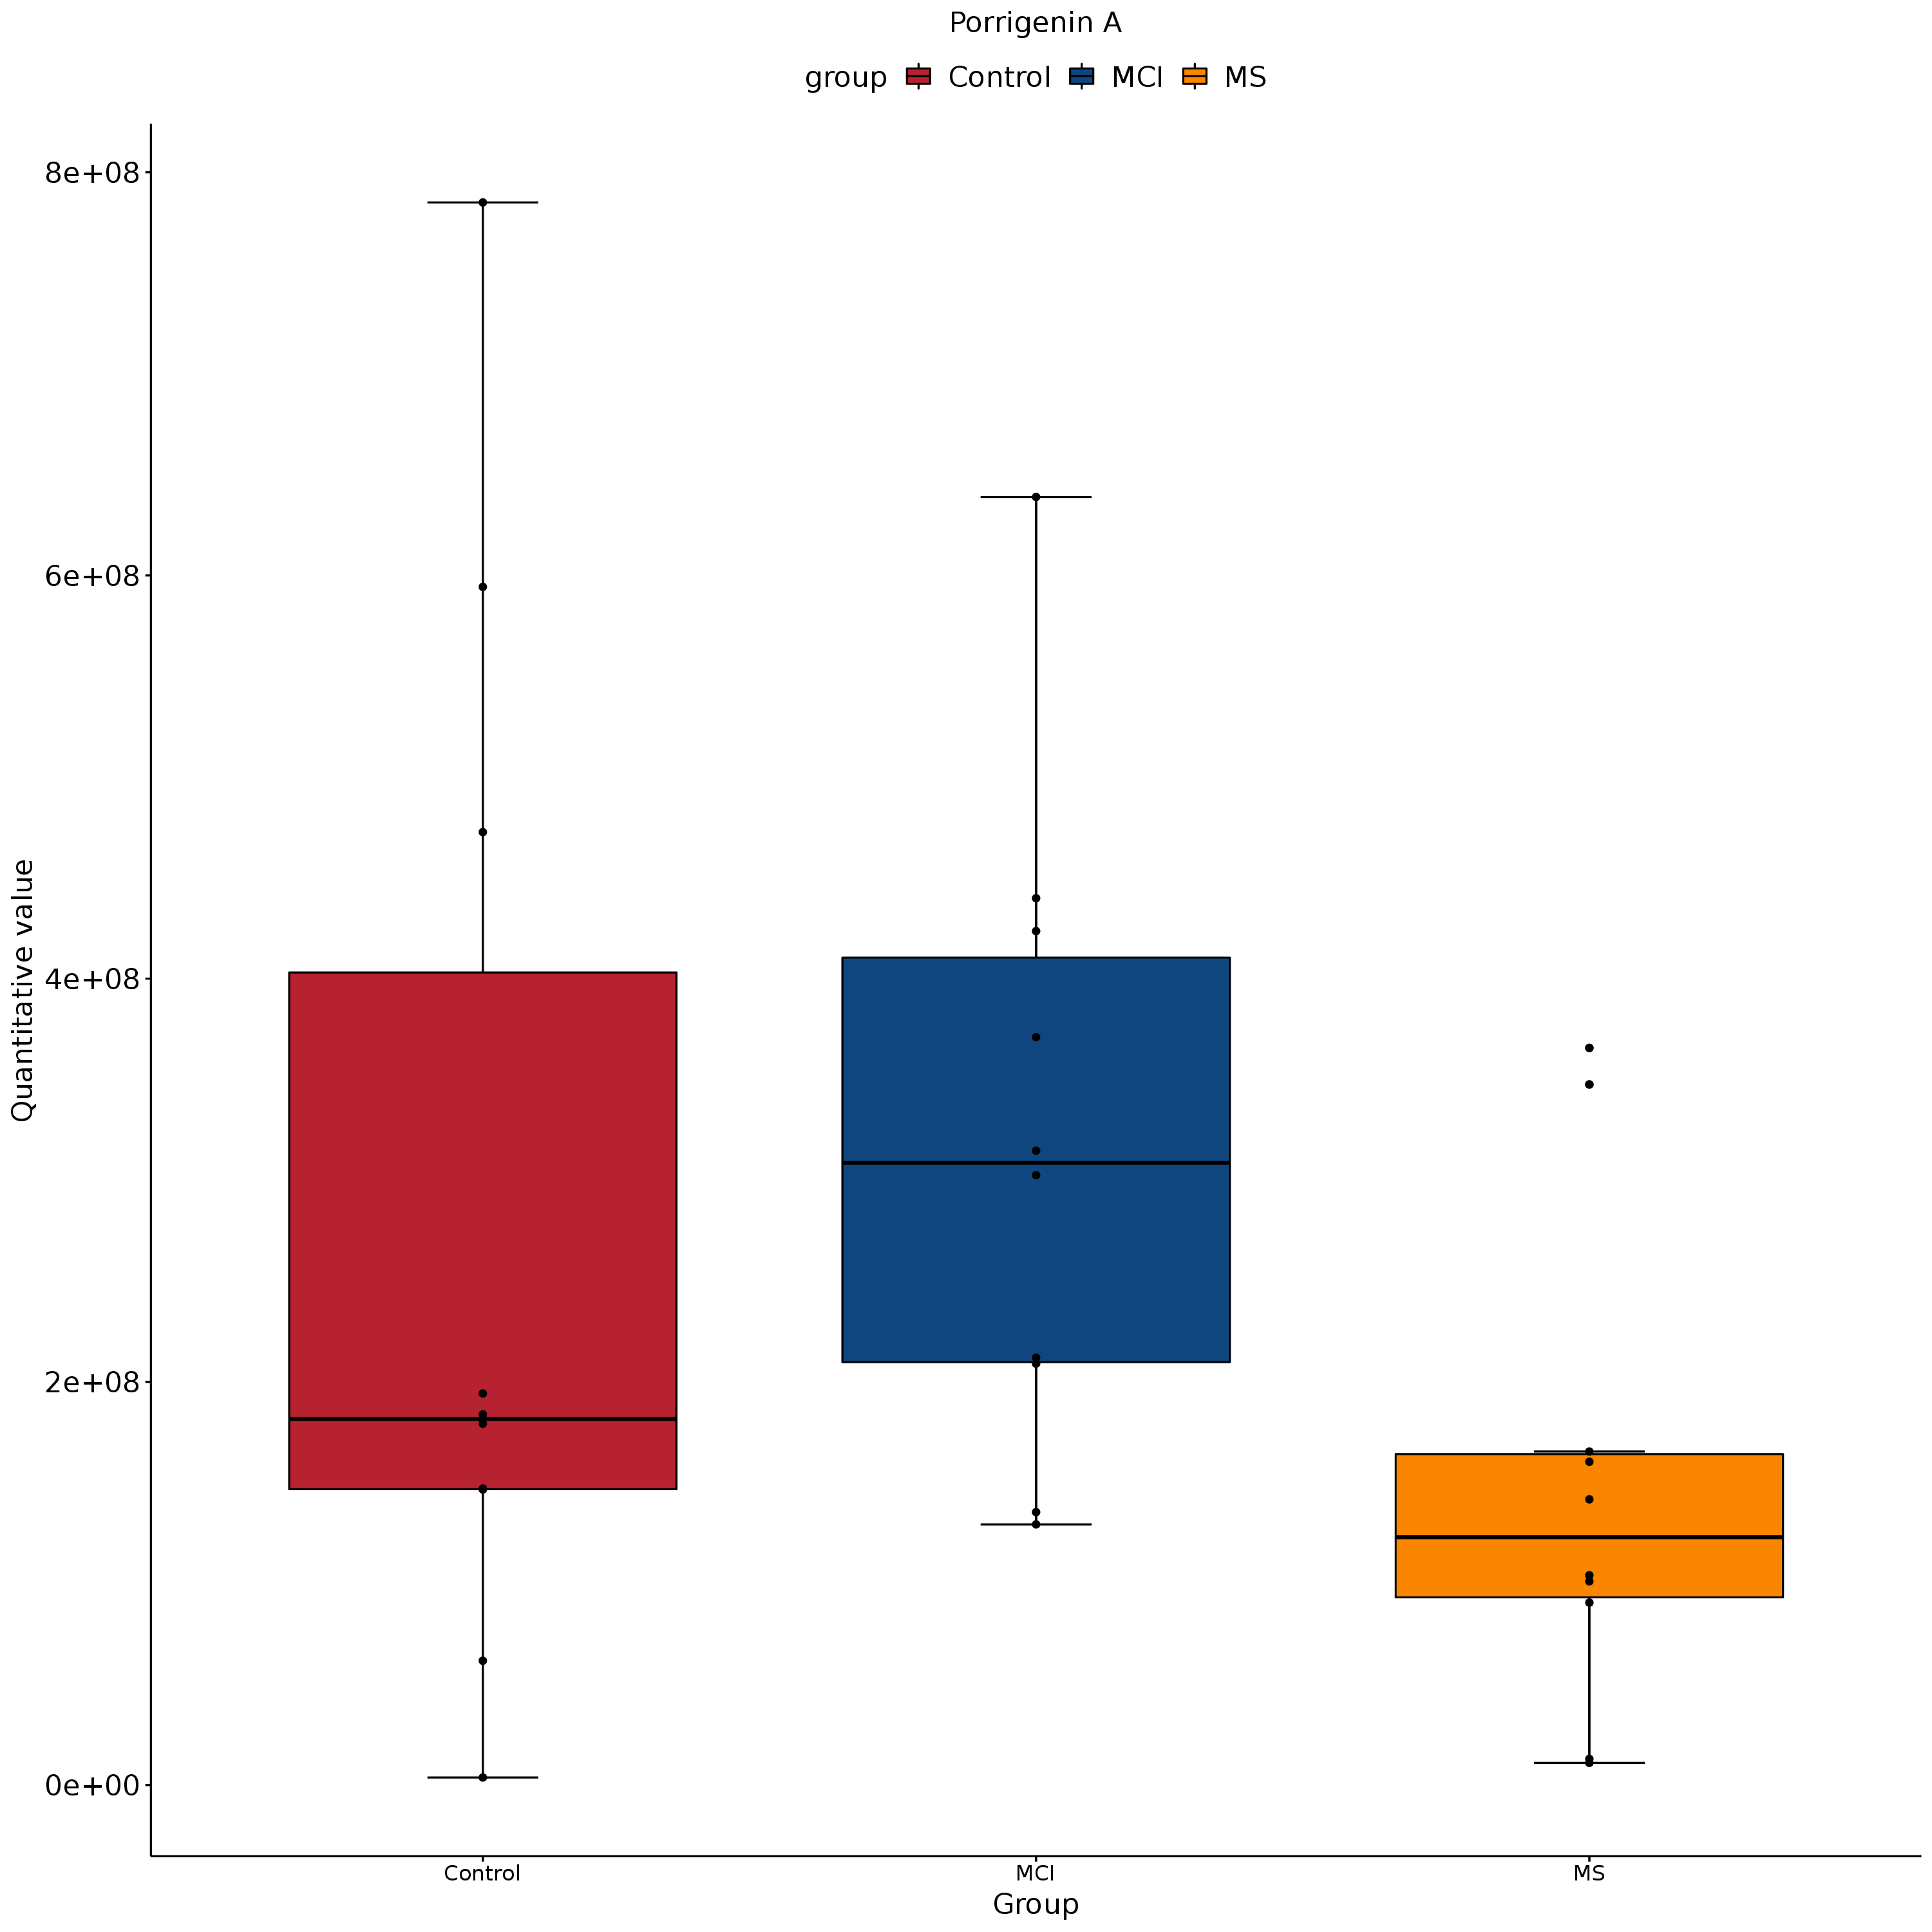 Porrigenin A
group Control MCI MS
8e+08
6e+08
4e+08
2e+08
0e+00
Quantitative value
Control MCI MS
Group